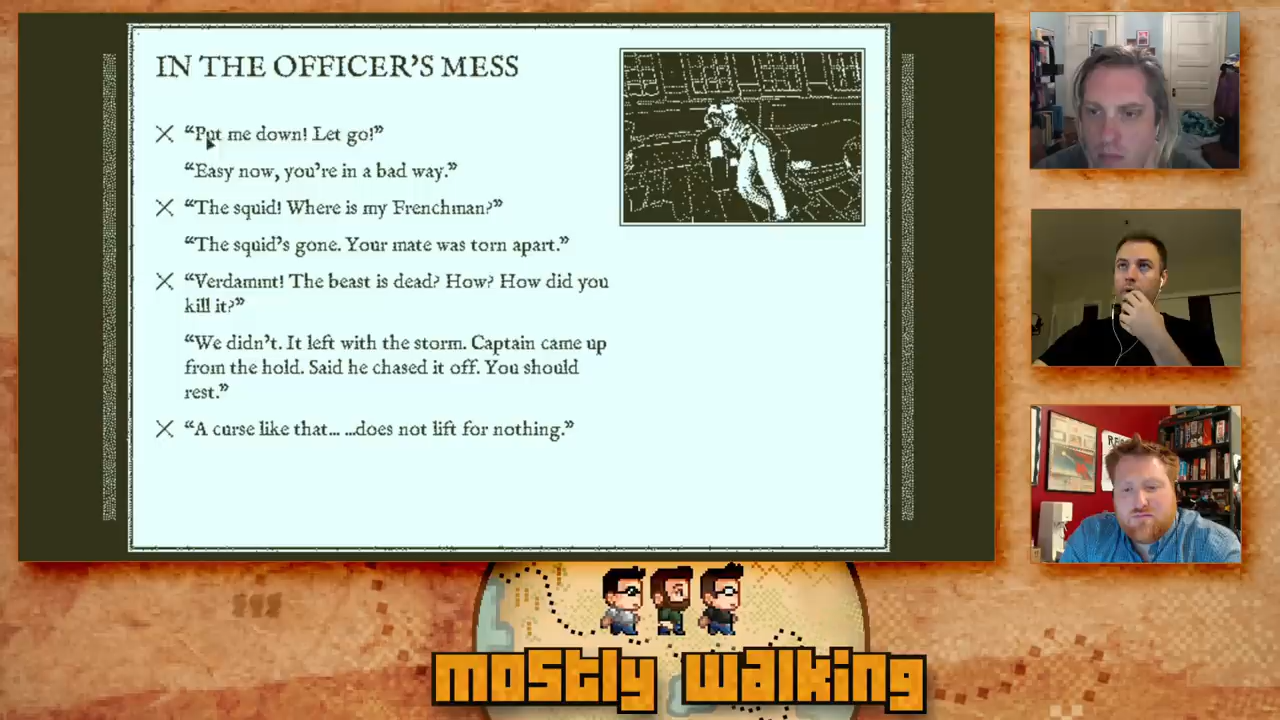 IN THE OFFICER'S MESS
“Put me down! Let go!”
“Easy now, you're in a bad way.”
“The squid! Where is my Frenchman?”
“The squid's gone. Your mate was torn apart.”
“Verdammt! The beast is dead? How? How did you
kill it?”
“We didn't. It left with the storm. Captain came up
from the hold. Said he chased it off. You should
rest.”
“A curse like that... ...does not lift for nothing.”
mostly walking